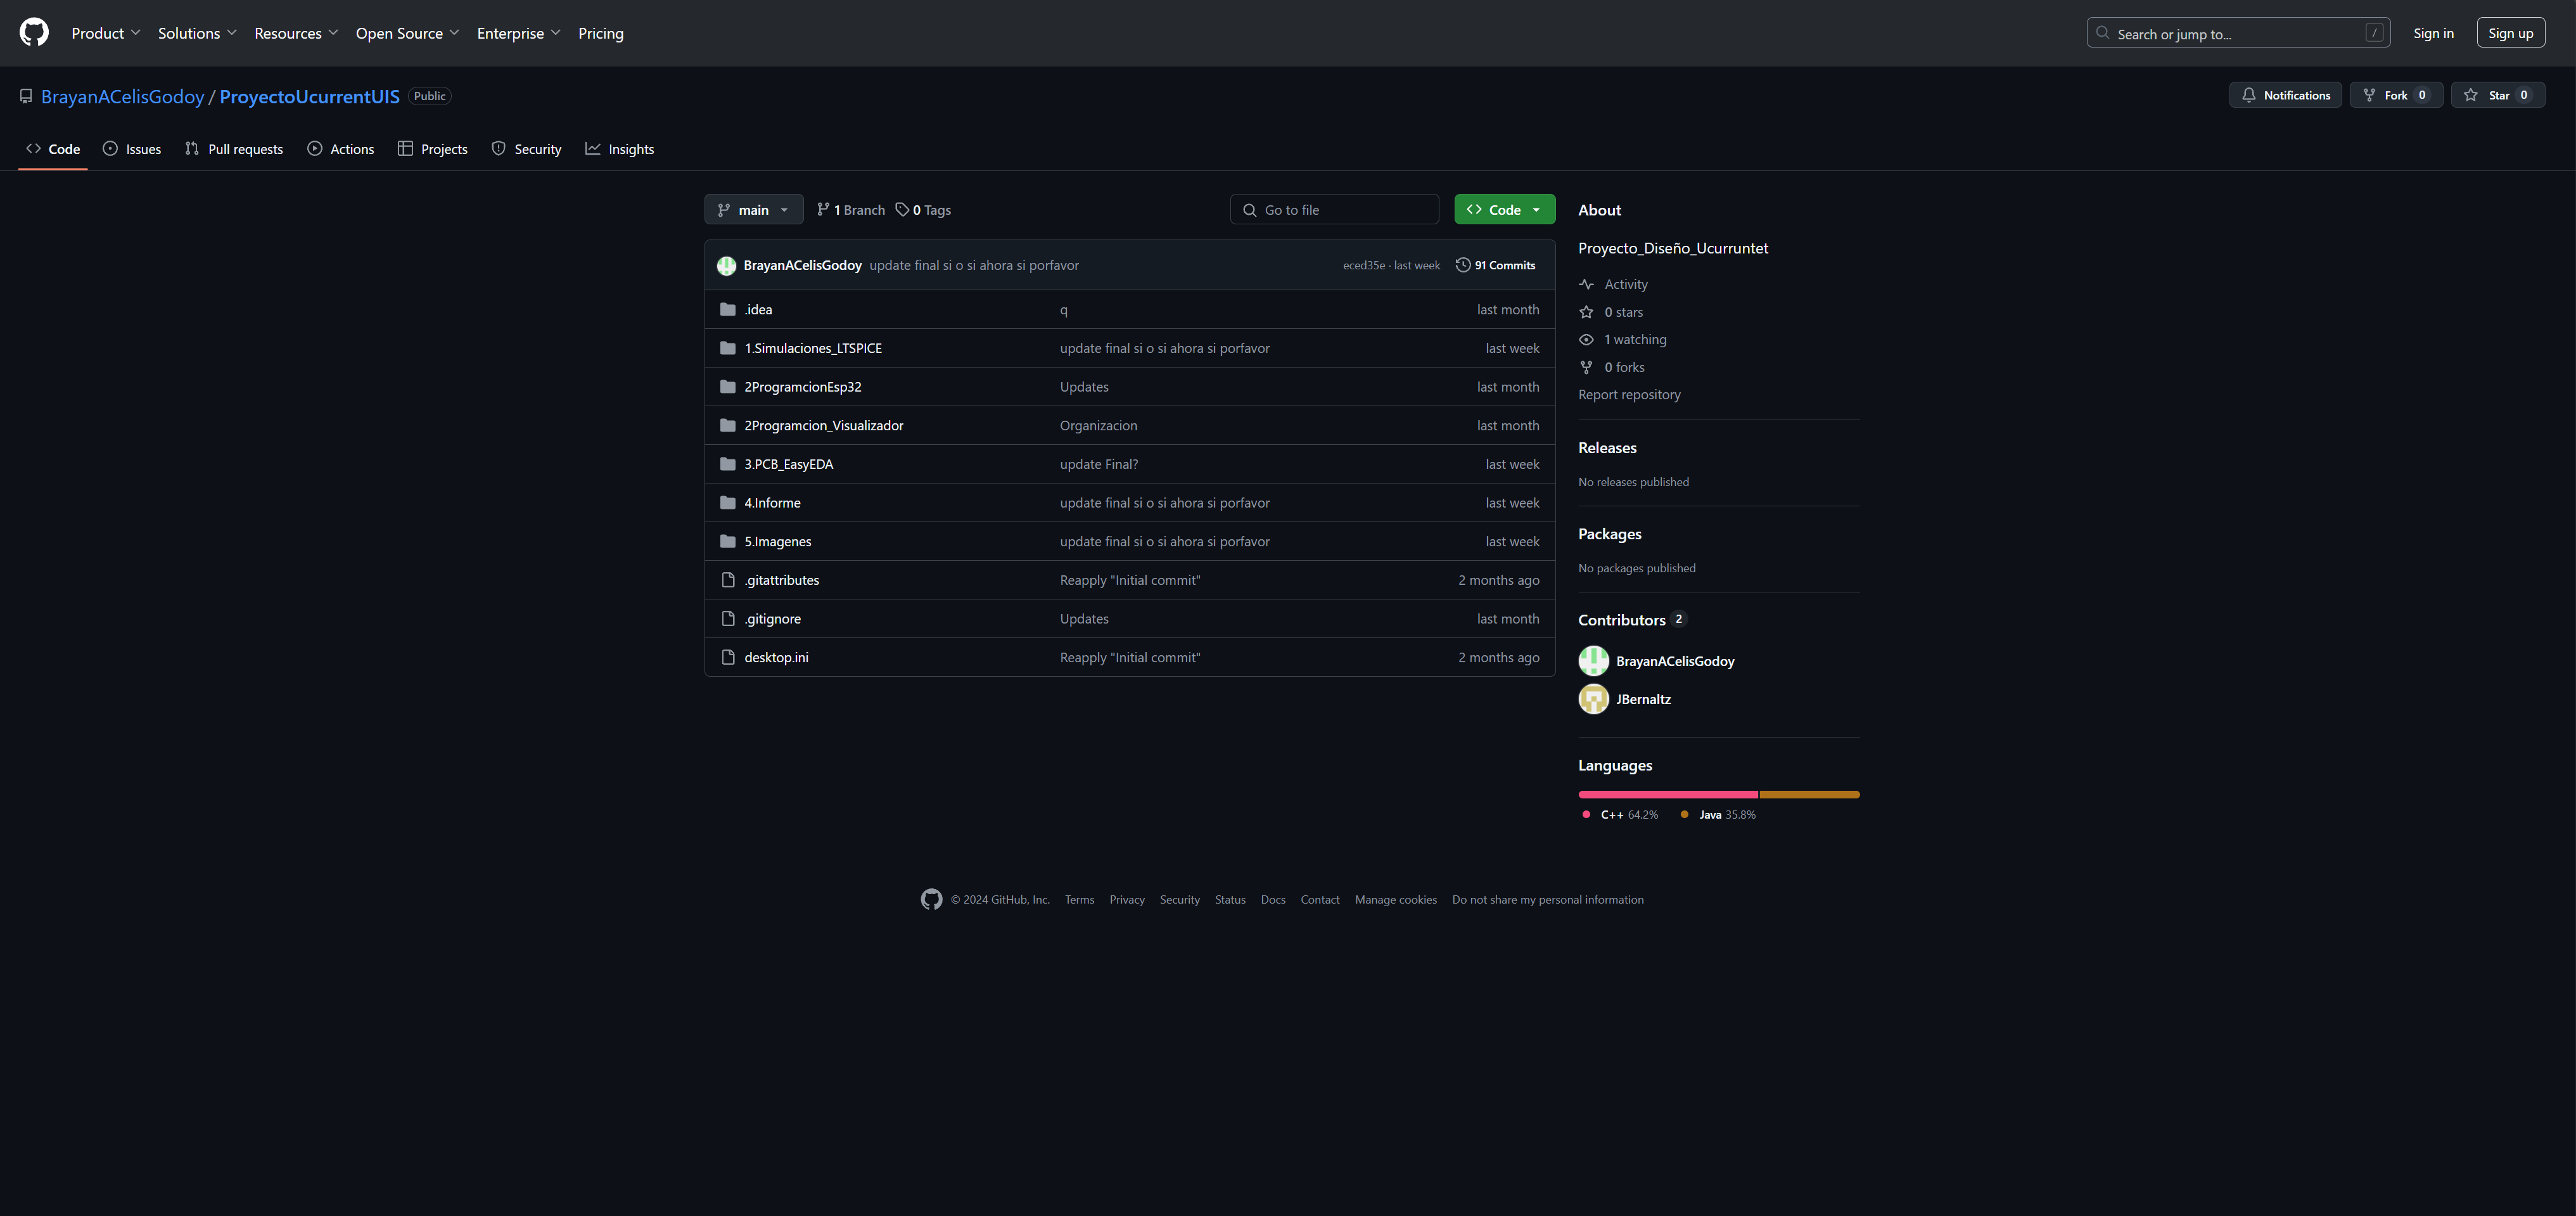 Product Solutions Resources Open Source Enterprise Pricing Search or jump to... / Sign in Sign up
BrayanACelisGodoy / ProyectoUcurrentUIS Public Notifications Fork 0 Star 0
Code Issues Pull requests Actions Projects Security Insights
main 1 Branch 0 Tags Go to file Code
BrayanACelisGodoy update final si o si ahora si porfavor eced35e · last week 91 Commits
.idea q last month
1.Simulaciones_LTSPICE update final si o si ahora si porfavor last week
2ProgramcionEsp32 Updates last month
2Programcion_Visualizador Organizacion last month
3.PCB_EasyEDA update Final? last week
4.Informe update final si o si ahora si porfavor last week
5.Imagenes update final si o si ahora si porfavor last week
.gitattributes Reapply "Initial commit" 2 months ago
.gitignore Updates last month
desktop.ini Reapply "Initial commit" 2 months ago
About
Proyecto_Diseño_Ucurruntet
Activity
0 stars
1 watching
0 forks
Report repository
Releases
No releases published
Packages
No packages published
Contributors 2
BrayanACelisGodoy
JBernaltz
Languages
C++ 64.2% Java 35.8%
© 2024 GitHub, Inc. Terms Privacy Security Status Docs Contact Manage cookies Do not share my personal information